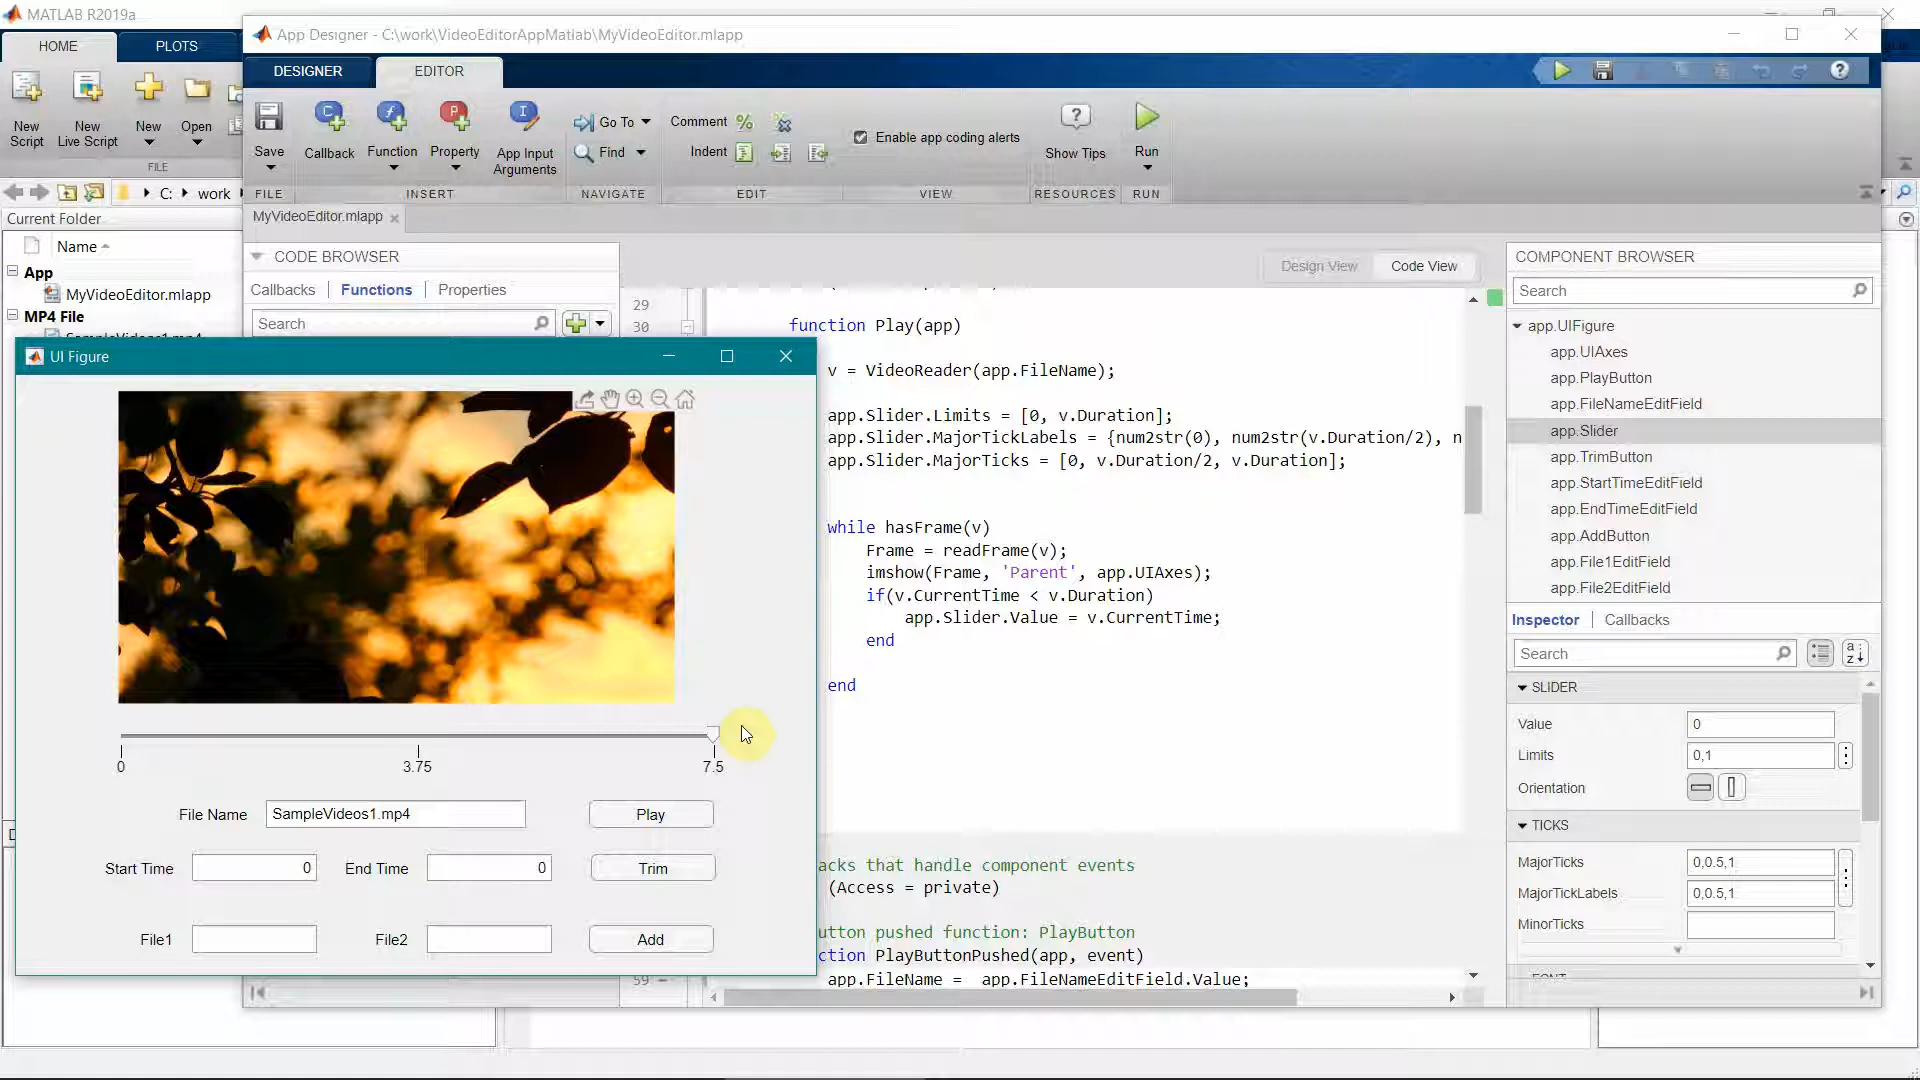 MATLAB R2019a
App Designer - C:\work\VideoEditorAppMatlab\MyVideoEditor.mlapp
HOME
PLOTS
DESIGNER
EDITOR
New Script
New Live Script
New
Open
FILE
Save
Callback
Function
Property
App Input Arguments
Go To
Find
Comment
Indent
Enable app coding alerts
Show Tips
Run
FILE
INSERT
NAVIGATE
EDIT
VIEW
RESOURCES
RUN
C:
work
Current Folder
Name
App
MyVideoEditor.mlapp
MP4 File
MyVideoEditor.mlapp
CODE BROWSER
Callbacks
Functions
Properties
Search
Design View
Code View
29
30
function Play(app)
v = VideoReader(app.FileName);
app.Slider.Limits = [0, v.Duration];
app.Slider.MajorTickLabels = {num2str(0), num2str(v.Duration/2), n
app.Slider.MajorTicks = [0, v.Duration/2, v.Duration];
while hasFrame(v)
Frame = readFrame(v);
imshow(Frame, 'Parent', app.UIAxes);
if(v.CurrentTime < v.Duration)
app.Slider.Value = v.CurrentTime;
end
end
acks that handle component events
(Access = private)
utton pushed function: PlayButton
ction PlayButtonPushed(app, event)
59
app.FileName = app.FileNameEditField.Value;
UI Figure
0
3.75
7.5
File Name
SampleVideos1.mp4
Play
Start Time
0
End Time
0
Trim
File1
File2
Add
COMPONENT BROWSER
Search
app.UIFigure
app.UIAxes
app.PlayButton
app.FileNameEditField
app.Slider
app.TrimButton
app.StartTimeEditField
app.EndTimeEditField
app.AddButton
app.File1EditField
app.File2EditField
Inspector
Callbacks
Search
SLIDER
Value
0
Limits
0,1
Orientation
TICKS
MajorTicks
0,0.5,1
MajorTickLabels
0,0.5,1
MinorTicks